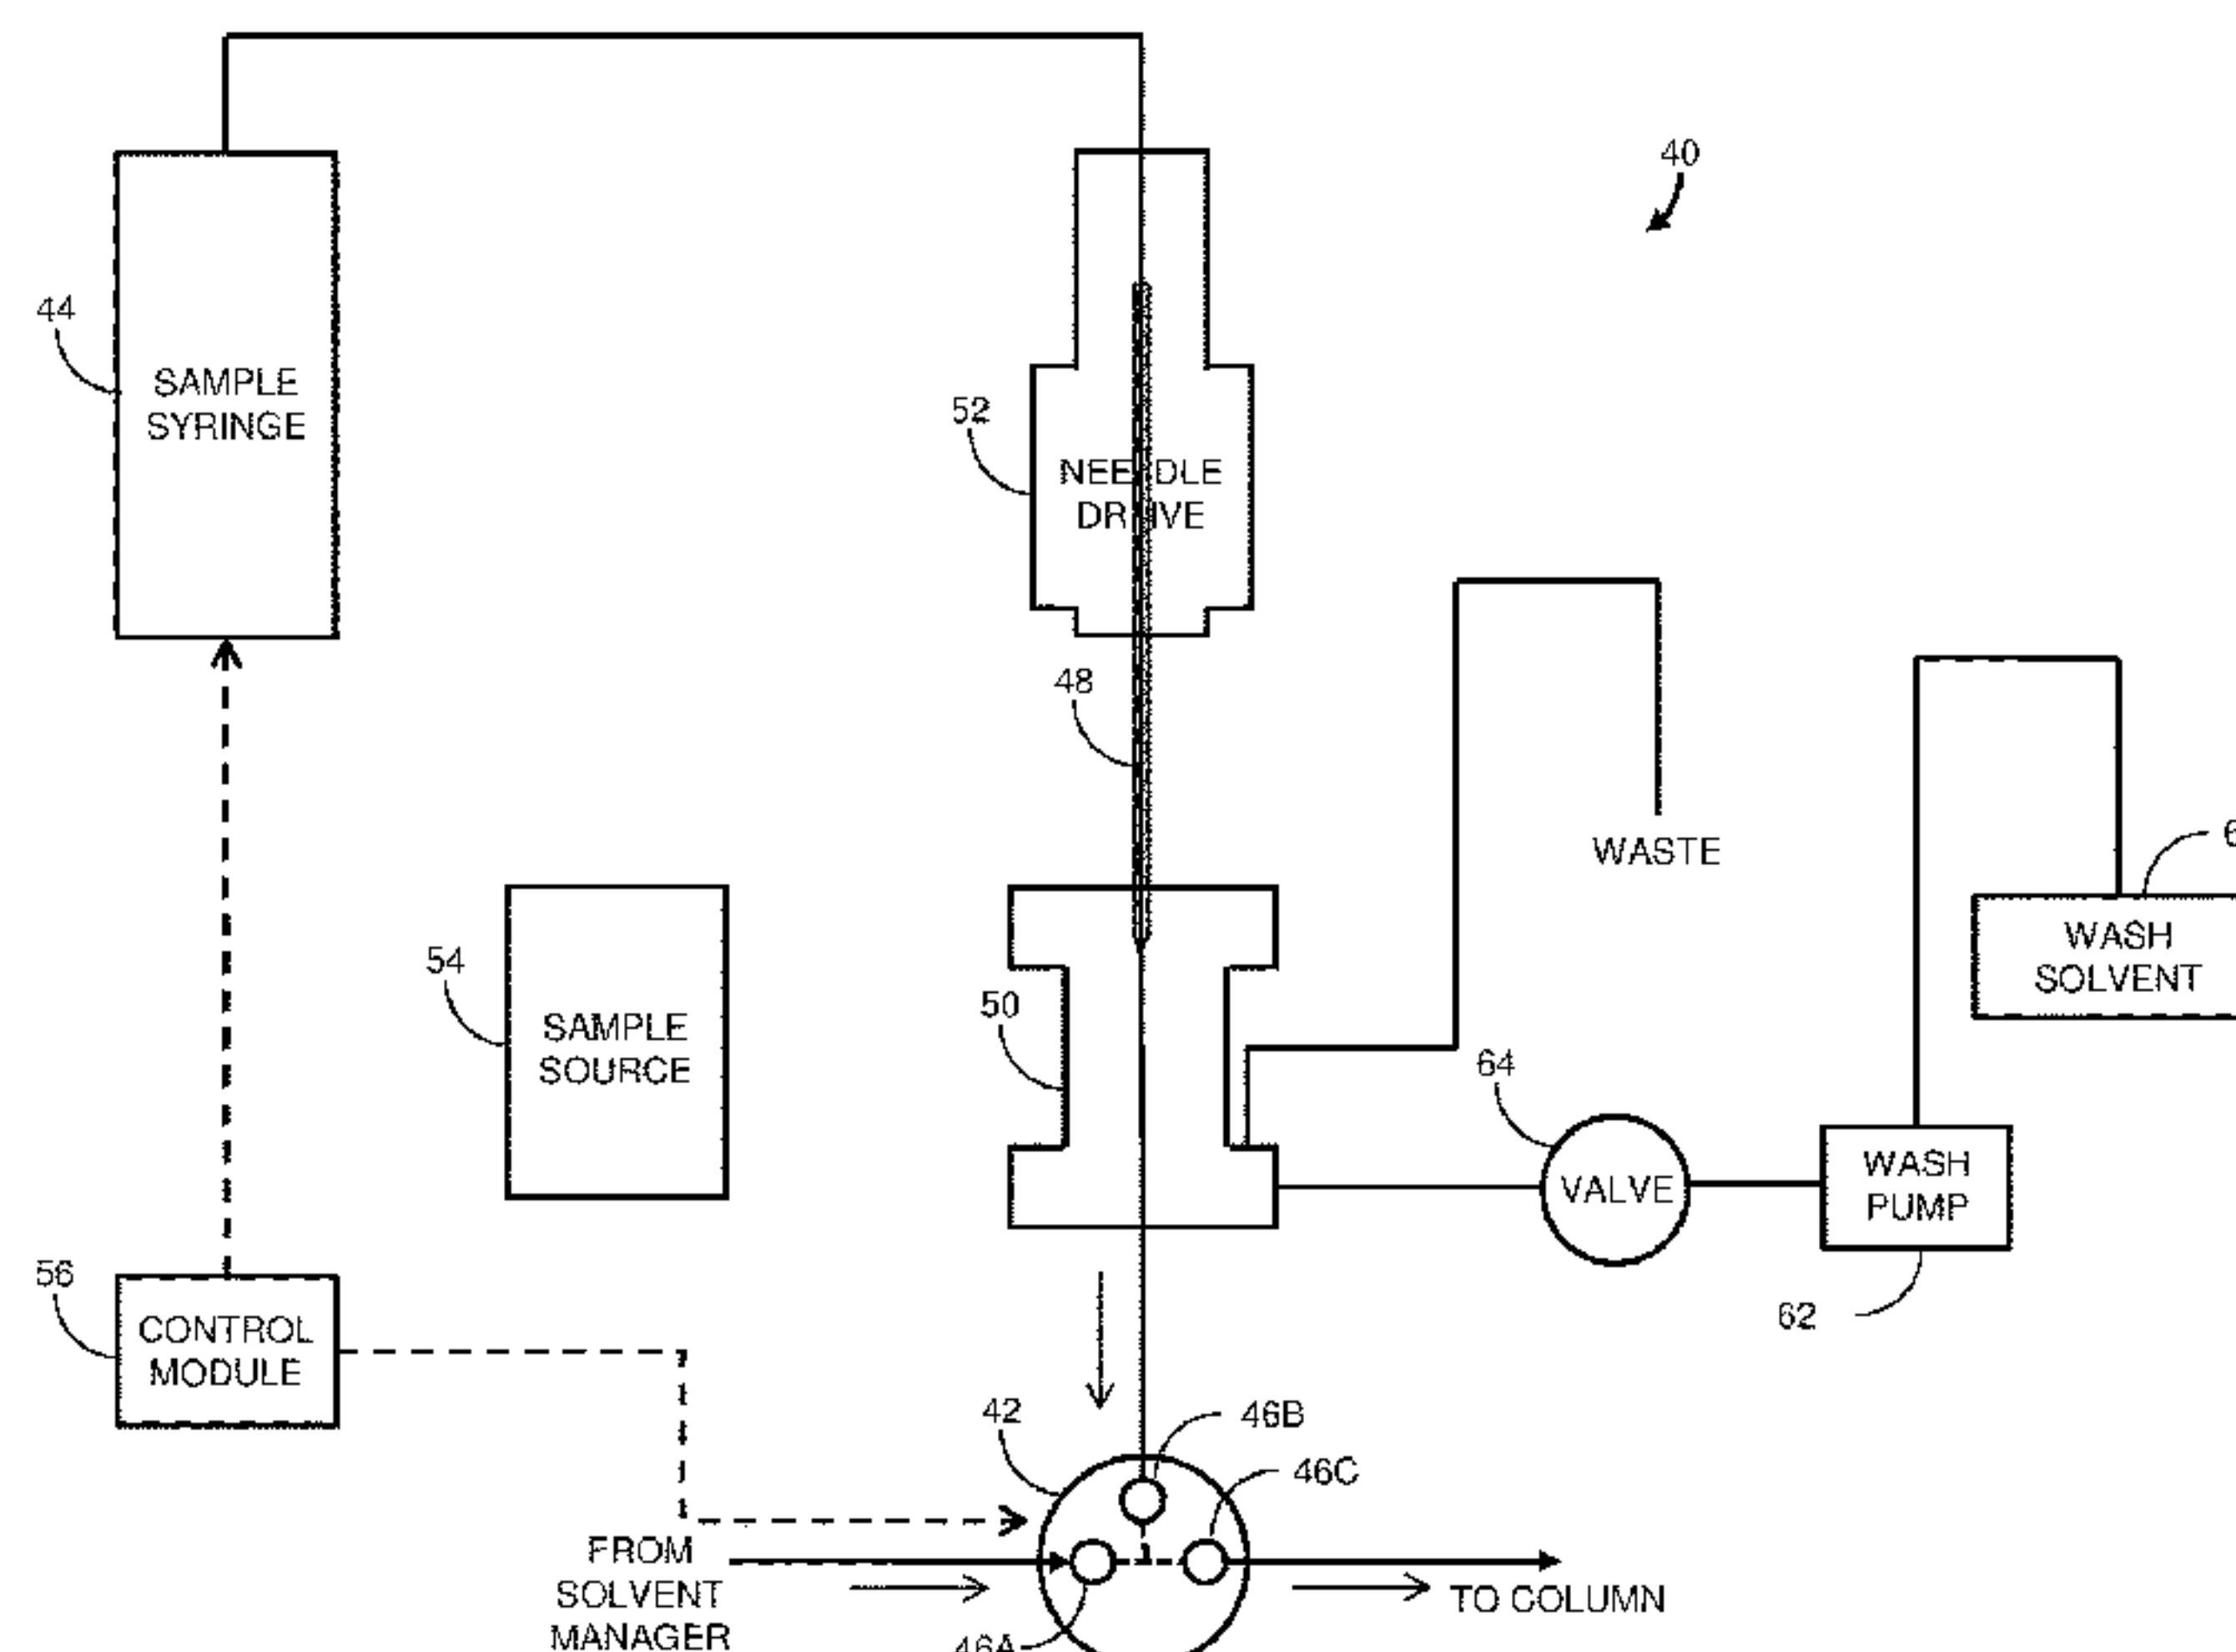 40
44
SAMPLE
SYRINGE
52
NEEDLE
DRIVE
48
WASTE
WASH
SOLVENT
54
SAMPLE
SOURCE
50
64
VALVE
WASH
PUMP
62
56
CONTROL
MODULE
42
46B
46C
FROM
SOLVENT
MANAGER
46A
TO COLUMN